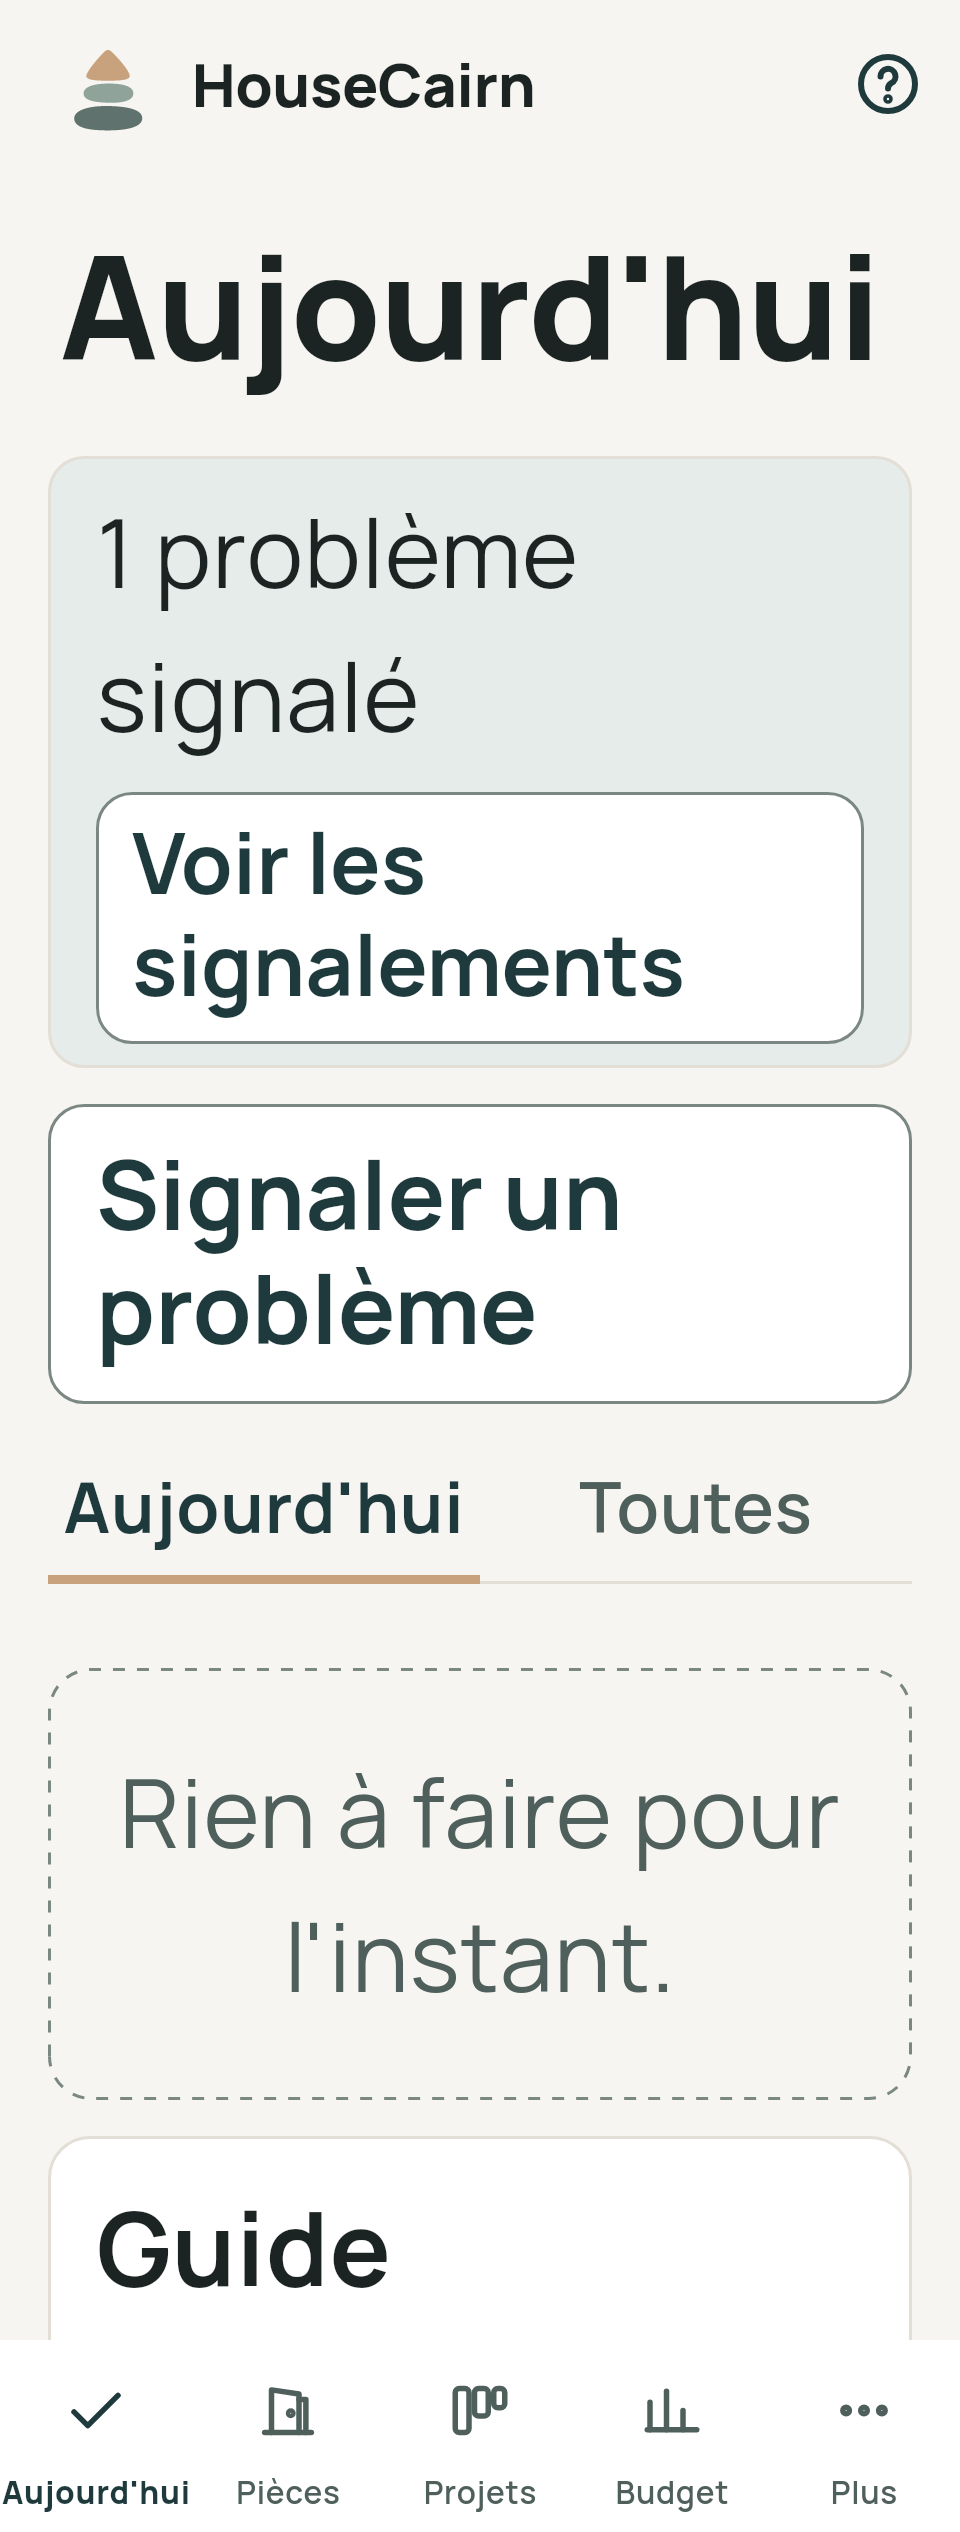 HouseCairn
Aujourd'hui
1 problème
signalé
Voir les
signalements
Signaler un
problème
Aujourd'hui
Toutes
Rien à faire pour
l'instant.
Guide
Aujourd'hui
Pièces
Projets
Budget
Plus